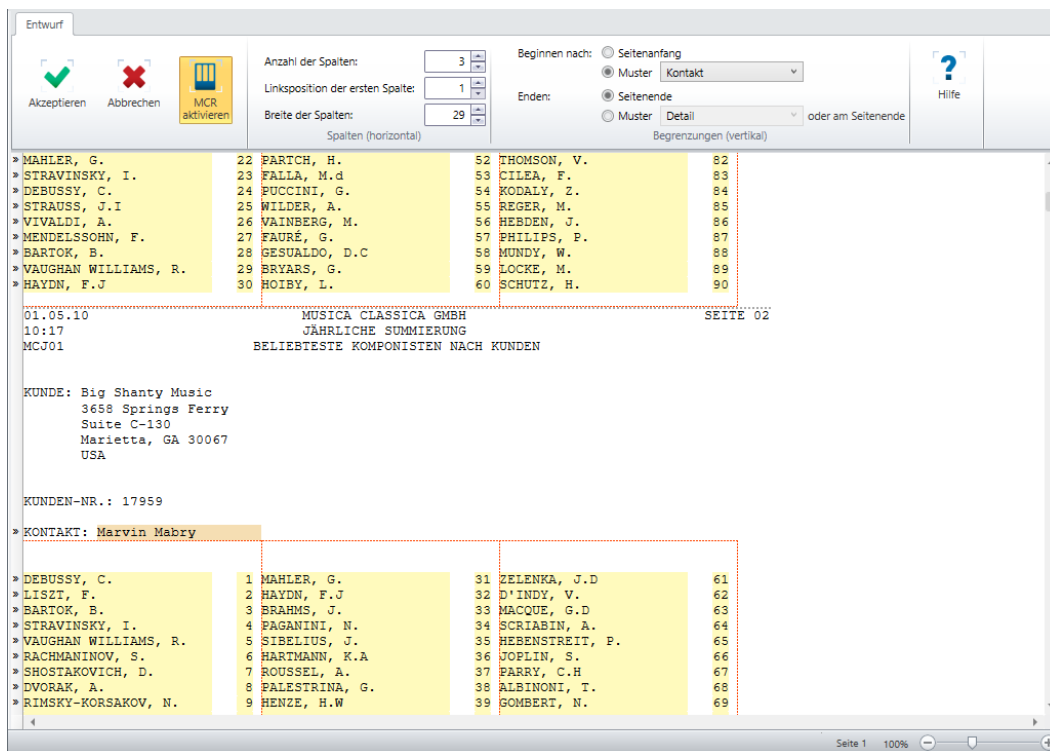 Entwurf
Akzeptieren
Abbrechen
MCR aktivieren
Anzahl der Spalten: 3
Linksposition der ersten Spalte: 1
Breite der Spalten: 29
Spalten (horizontal)
Beginnen nach: Seitenanfang
Muster Kontakt
Enden: Seitenende
Muster Detail oder am Seitenende
Begrenzungen (vertikal)
?
Hilfe
» MAHLER, G. 22 PARTCH, H. 52 THOMSON, V. 82
» STRAVINSKY, I. 23 FALLA, M.d 53 CILEA, F. 83
» DEBUSSY, C. 24 PUCCINI, G. 54 KODALY, Z. 84
» STRAUSS, J.I 25 WILDER, A. 55 REGER, M. 85
» VIVALDI, A. 26 VAINBERG, M. 56 HEBDEN, J. 86
» MENDELSSOHN, F. 27 FAURÉ, G. 57 PHILIPS, P. 87
» BARTOK, B. 28 GESUALDO, D.C 58 MUNDY, W. 88
» VAUGHAN WILLIAMS, R. 29 BRYARS, G. 59 LOCKE, M. 89
» HAYDN, F.J 30 HOIBY, L. 60 SCHUTZ, H. 90
01.05.10 MUSICA CLASSICA GMBH SEITE 02
10:17 JÄHRLICHE SUMMIERUNG
MCJ01 BELIEBTESTE KOMPONISTEN NACH KUNDEN
KUNDE: Big Shanty Music
3658 Springs Ferry
Suite C-130
Marietta, GA 30067
USA
KUNDEN-NR.: 17959
» KONTAKT: Marvin Mabry
» DEBUSSY, C. 1 MAHLER, G. 31 ZELENKA, J.D 61
» LISZT, F. 2 HAYDN, F.J 32 D'INDY, V. 62
» BARTOK, B. 3 BRAHMS, J. 33 MACQUE, G.D 63
» STRAVINSKY, I. 4 PAGANINI, N. 34 SCRIABIN, A. 64
» VAUGHAN WILLIAMS, R. 5 SIBELIUS, J. 35 HEBENSTREIT, P. 65
» RACHMANINOV, S. 6 HARTMANN, K.A 36 JOPLIN, S. 66
» SHOSTAKOVICH, D. 7 ROUSSEL, A. 37 PARRY, C.H 67
» DVORAK, A. 8 PALESTRINA, G. 38 ALBINONI, T. 68
» RIMSKY-KORSAKOV, N. 9 HENZE, H.W 39 GOMBERT, N. 69
Seite 1 100%